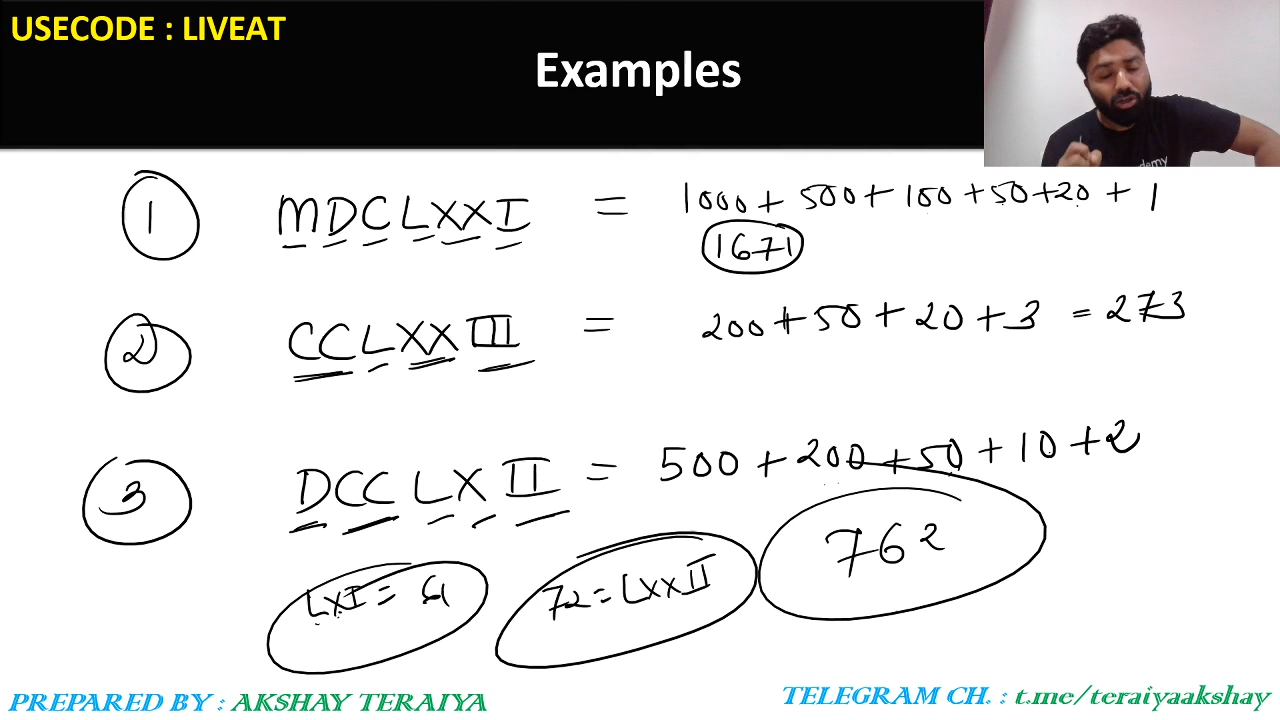 USECODE : LIVEAT
Examples
demy
1 MDCLXXI = 1000 + 500 + 100 + 50 + 20 + 1
1671
2 CCLXXIII = 200 + 50 + 20 + 3 = 273
3 DCCLXII = 500 + 200 + 50 + 10 + 2
762
LXI = 61 72 = LXXII
PREPARED BY : AKSHAY TERAIYA
TELEGRAM CH. : t.me/teraiyaakshay